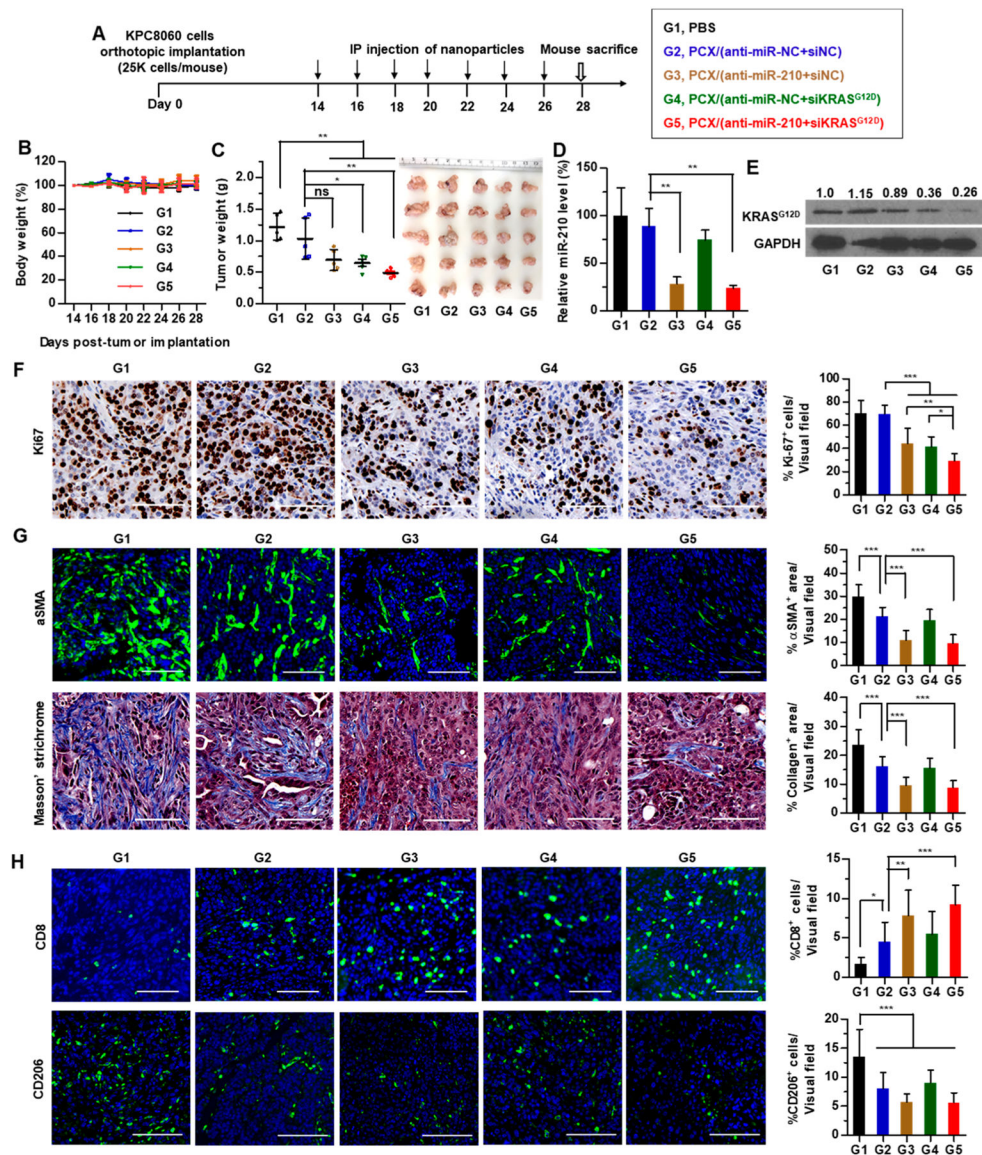 A
KPC8060 cells
orthotopic implantation
(25K cells/mouse)
IP injection of nanoparticles
Mouse sacrifice
Day 0
14 16 18 20 22 24 26 28
G1, PBS
G2, PCX/(anti-miR-NC+siNC)
G3, PCX/(anti-miR-210+siNC)
G4, PCX/(anti-miR-NC+siKRASG12D)
G5, PCX/(anti-miR-210+siKRASG12D)
B
Body weight (%)
120
100
80
60
40
20
0
G1
G2
G3
G4
G5
14 16 18 20 22 24 26 28
Days post-tumor implantation
C
Tumor weight (g)
2.0
1.5
1.0
0.5
0.0
**
**
*
ns
G1 G2 G3 G4 G5
G1 G2 G3 G4 G5
D
Relative miR-210 level (%)
150
100
50
0
**
**
G1 G2 G3 G4 G5
E
1.0 1.15 0.89 0.36 0.26
KRASG12D
GAPDH
G1 G2 G3 G4 G5
F
G1 G2 G3 G4 G5
Ki67
% Ki-67+ cells/
Visual field
100
80
60
40
20
0
***
**
*
G1 G2 G3 G4 G5
G
G1 G2 G3 G4 G5
aSMA
% αSMA+ area/
Visual field
50
40
30
20
10
0
***
***
***
G1 G2 G3 G4 G5
Masson' strichrome
% Collagen+ area/
Visual field
40
30
20
10
0
***
***
***
G1 G2 G3 G4 G5
H
G1 G2 G3 G4 G5
CD8
%CD8+ cells/
Visual field
20
15
10
5
0
*
**
***
G1 G2 G3 G4 G5
CD206
%CD206+ cells/
Visual field
20
15
10
5
0
***
G1 G2 G3 G4 G5